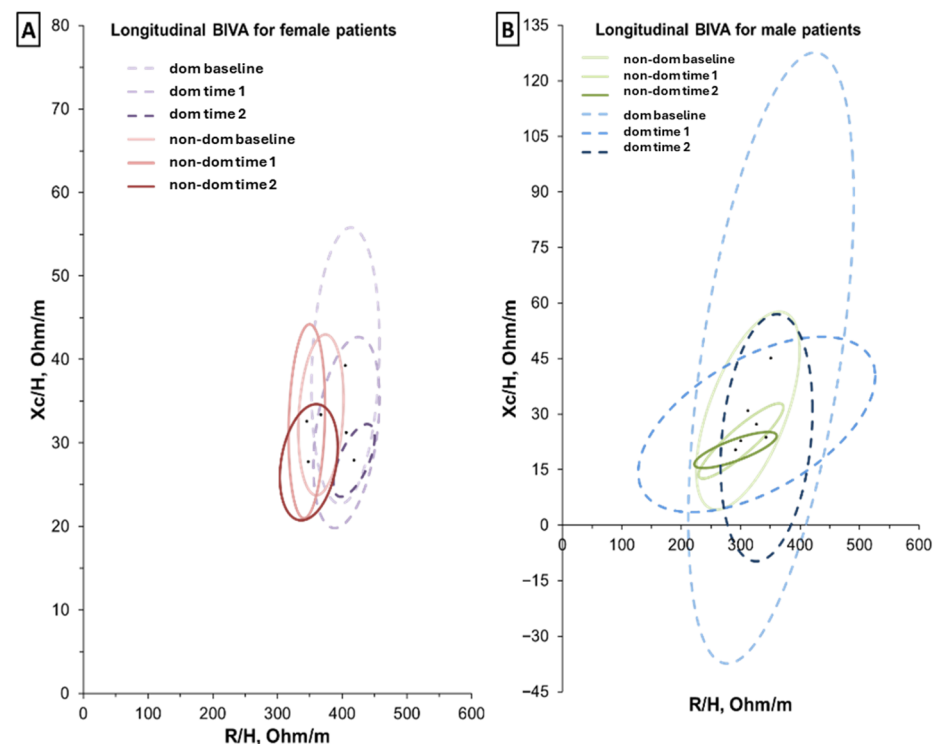 A
Longitudinal BIVA for female patients
dom baseline
dom time 1
dom time 2
non-dom baseline
non-dom time 1
non-dom time 2
80
70
60
50
40
30
20
10
0
Xc/H, Ohm/m
0 100 200 300 400 500 600
R/H, Ohm/m
B
Longitudinal BIVA for male patients
non-dom baseline
non-dom time 1
non-dom time 2
dom baseline
dom time 1
dom time 2
135
120
105
90
75
60
45
30
15
0
−15
−30
−45
Xc/H, Ohm/m
0 100 200 300 400 500 600
R/H, Ohm/m